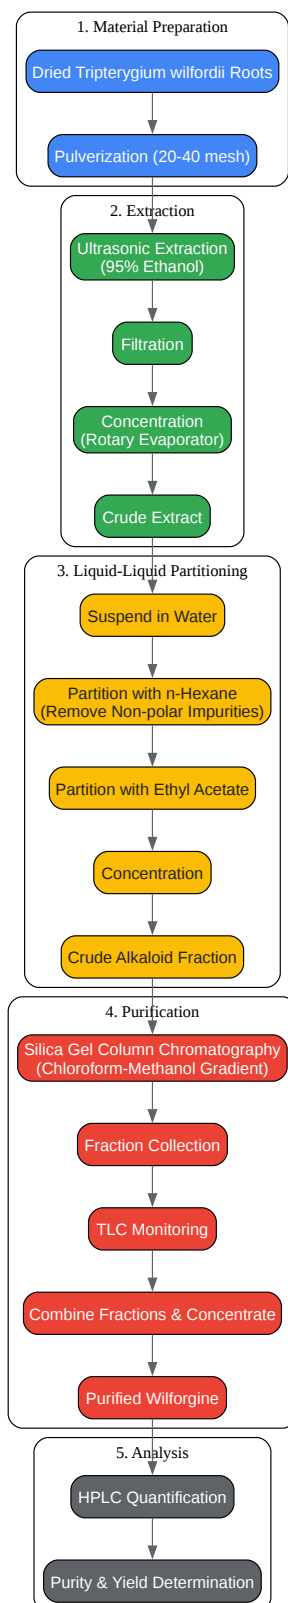 1. Material Preparation
Dried Tripterygium wilfordii Roots
Pulverization (20-40 mesh)
2. Extraction
Ultrasonic Extraction
(95% Ethanol)
Filtration
Concentration
(Rotary Evaporator)
Crude Extract
3. Liquid-Liquid Partitioning
Suspend in Water
Partition with n-Hexane
(Remove Non-polar Impurities)
Partition with Ethyl Acetate
Concentration
Crude Alkaloid Fraction
4. Purification
Silica Gel Column Chromatography
(Chloroform-Methanol Gradient)
Fraction Collection
TLC Monitoring
Combine Fractions & Concentrate
Purified Wilforgine
5. Analysis
HPLC Quantification
Purity & Yield Determination